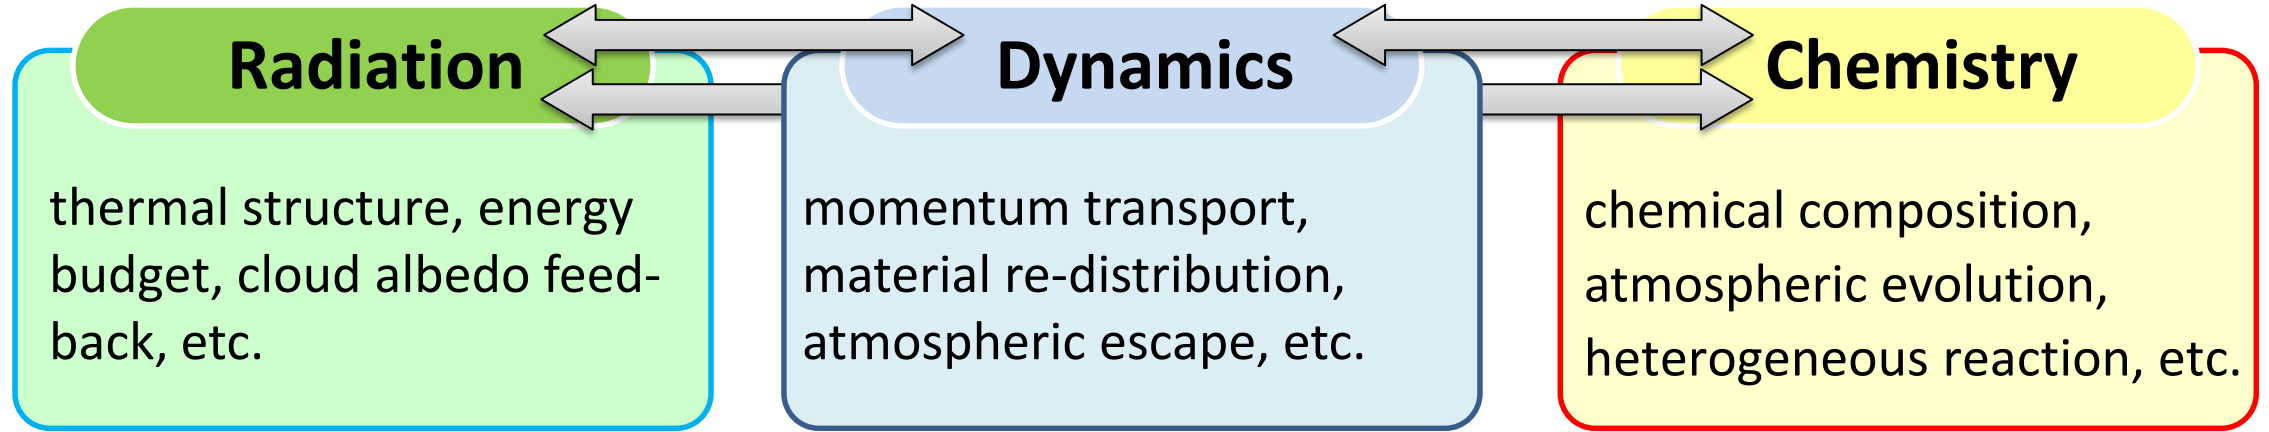 Radiation
thermal structure, energy
budget, cloud albedo feed-
back, etc.
Dynamics
momentum transport,
material re-distribution,
atmospheric escape, etc.
Chemistry
chemical composition,
atmospheric evolution,
heterogeneous reaction, etc.